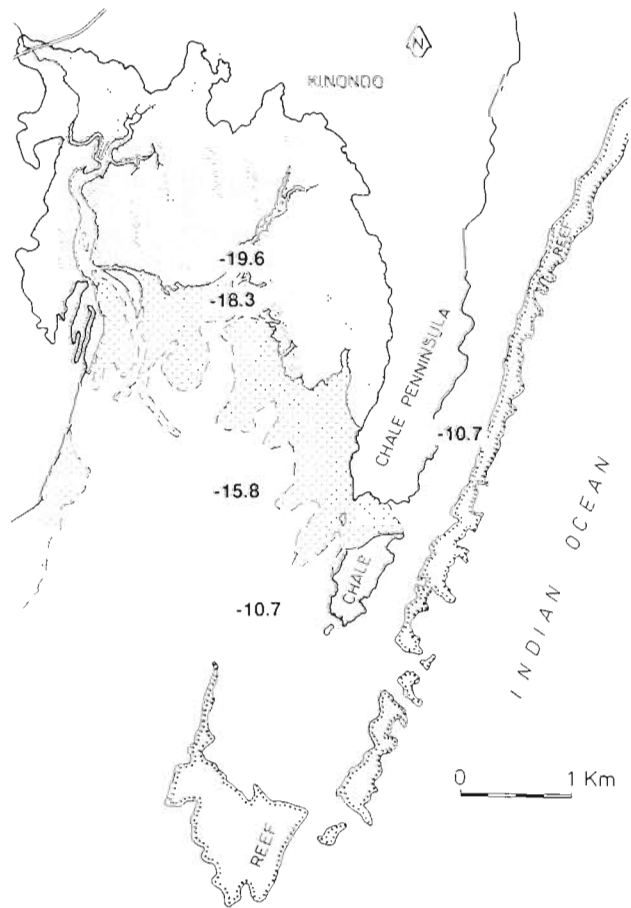 N
KINONDO
REEF
-19.6
-18.3
CHALE PENNINSULA
-10.7
-15.8
CHALE
-10.7
INDIAN OCEAN
0 1 Km
REEF